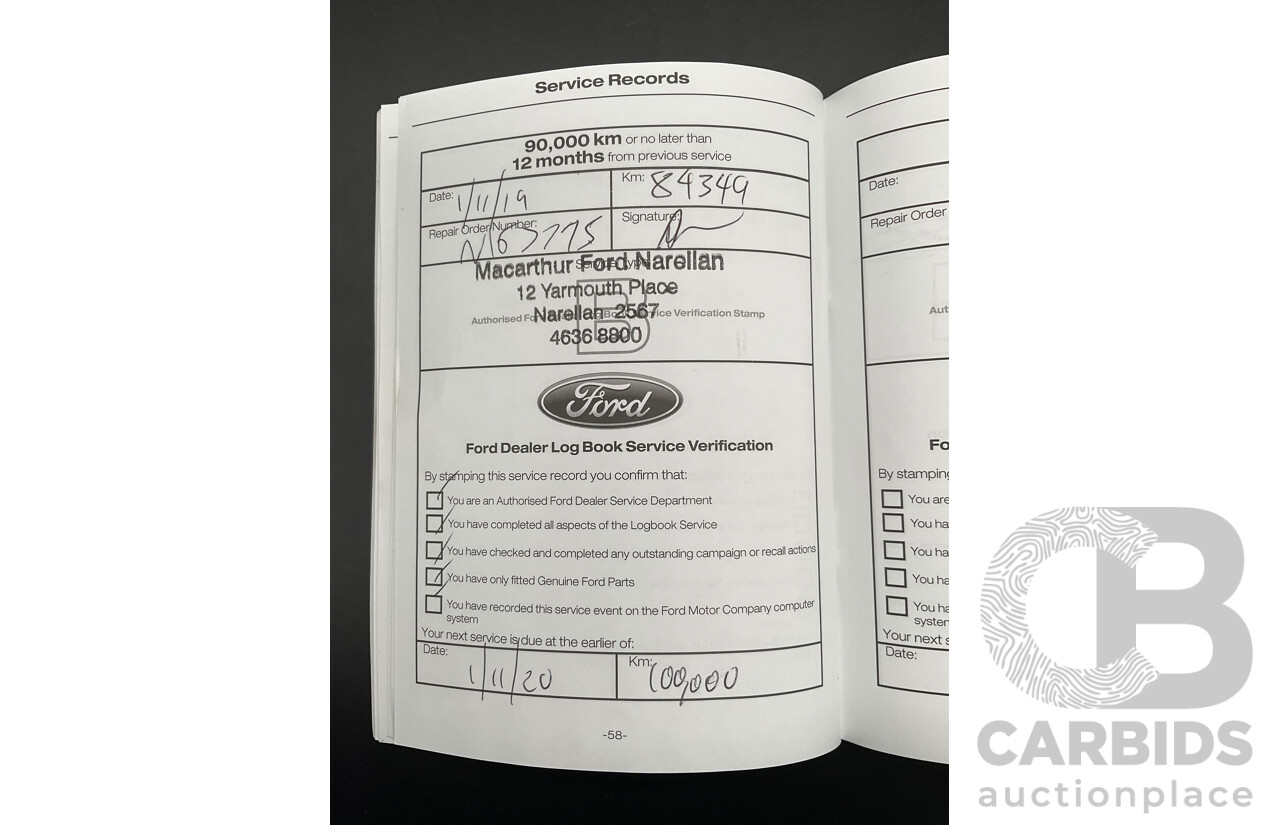 Service Records
90,000 km or no later than
12 months from previous service
Date: 1/11/19
Km: 84349
Repair Order Number:
Signature:
Macarthur Ford Narellan
12 Yarmouth Place
Narellan 2567
4636 8800
Service Verification Stamp
B
Ford
Ford Dealer Log Book Service Verification
By stamping this service record you confirm that:
You are an Authorised Ford Dealer Service Department
You have completed all aspects of the Logbook Service
You have checked and completed any outstanding campaign or recall actions
You have only fitted Genuine Ford Parts
You have recorded this service event on the Ford Motor Company computer
system
Your next service is due at the earlier of:
Date: 1/11/20
Km: 100,000
-58-
Date:
Repair Order
Aut
Fo
By stamping
You are
You ha
You ha
You ha
You ha
system
Your next s
Date:
CB
CARBIDS
auctionplace